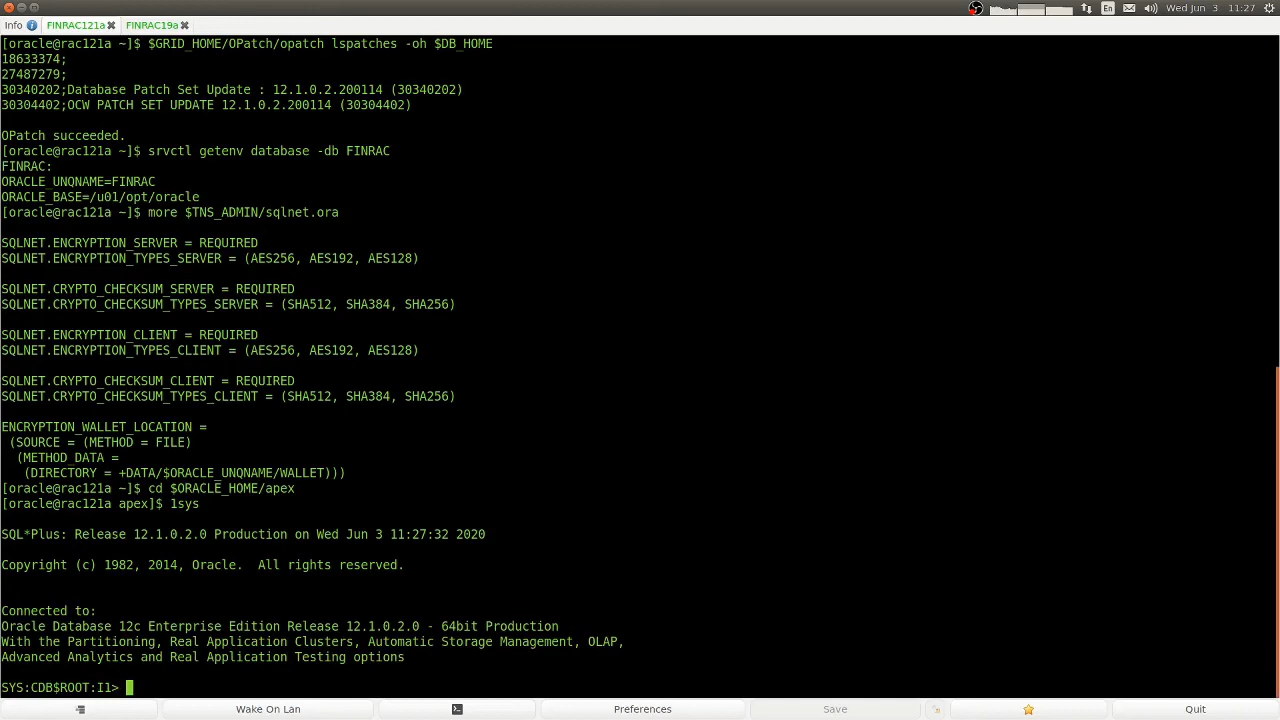 En
Wed Jun 3 11:27
Info FINRAC121a FINRAC19a
[oracle@rac121a ~]$ $GRID_HOME/OPatch/opatch lspatches -oh $DB_HOME
18633374;
27487279;
30340202;Database Patch Set Update : 12.1.0.2.200114 (30340202)
30304402;OCW PATCH SET UPDATE 12.1.0.2.200114 (30304402)
OPatch succeeded.
[oracle@rac121a ~]$ srvctl getenv database -db FINRAC
FINRAC:
ORACLE_UNQNAME=FINRAC
ORACLE_BASE=/u01/opt/oracle
[oracle@rac121a ~]$ more $TNS_ADMIN/sqlnet.ora
SQLNET.ENCRYPTION_SERVER = REQUIRED
SQLNET.ENCRYPTION_TYPES_SERVER = (AES256, AES192, AES128)
SQLNET.CRYPTO_CHECKSUM_SERVER = REQUIRED
SQLNET.CRYPTO_CHECKSUM_TYPES_SERVER = (SHA512, SHA384, SHA256)
SQLNET.ENCRYPTION_CLIENT = REQUIRED
SQLNET.ENCRYPTION_TYPES_CLIENT = (AES256, AES192, AES128)
SQLNET.CRYPTO_CHECKSUM_CLIENT = REQUIRED
SQLNET.CRYPTO_CHECKSUM_TYPES_CLIENT = (SHA512, SHA384, SHA256)
ENCRYPTION_WALLET_LOCATION =
(SOURCE = (METHOD = FILE)
(METHOD_DATA =
(DIRECTORY = +DATA/$ORACLE_UNQNAME/WALLET)))
[oracle@rac121a ~]$ cd $ORACLE_HOME/apex
[oracle@rac121a apex]$ 1sys
SQL*Plus: Release 12.1.0.2.0 Production on Wed Jun 3 11:27:32 2020
Copyright (c) 1982, 2014, Oracle. All rights reserved.
Connected to:
Oracle Database 12c Enterprise Edition Release 12.1.0.2.0 - 64bit Production
With the Partitioning, Real Application Clusters, Automatic Storage Management, OLAP,
Advanced Analytics and Real Application Testing options
SYS:CDB$ROOT:I1>
Wake On Lan Preferences Save Quit